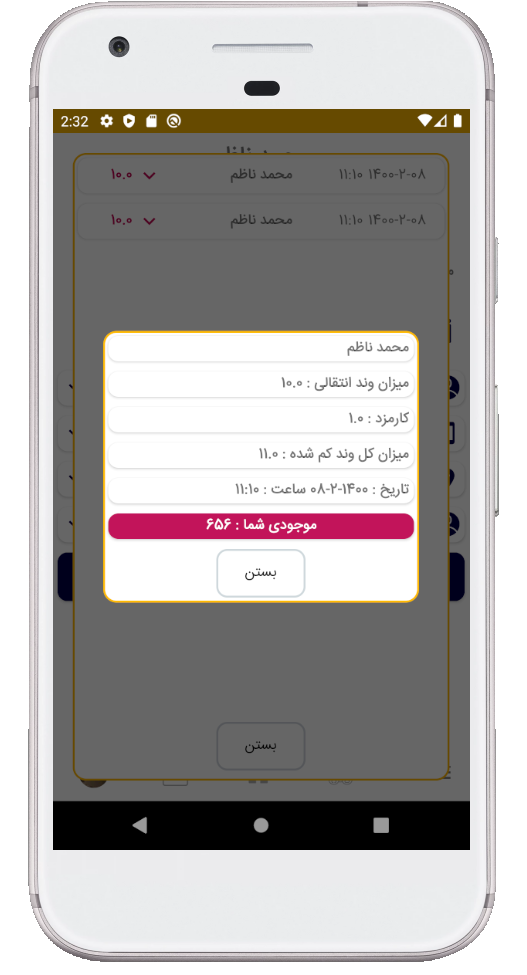 2:32
۱۰.۰ محمد ناظم ۱۴۰۰-۲-۰۸ ۱۱:۱۰
۱۰.۰ محمد ناظم ۱۴۰۰-۲-۰۸ ۱۱:۱۰
محمد ناظم
میزان وند انتقالی : ۱۰.۰
کارمزد : ۱.۰
میزان کل وند کم شده : ۱۱.۰
تاریخ : ۱۴۰۰-۲-۰۸ ساعت : ۱۱:۱۰
موجودی شما : ۶۵۶
بستن
بستن